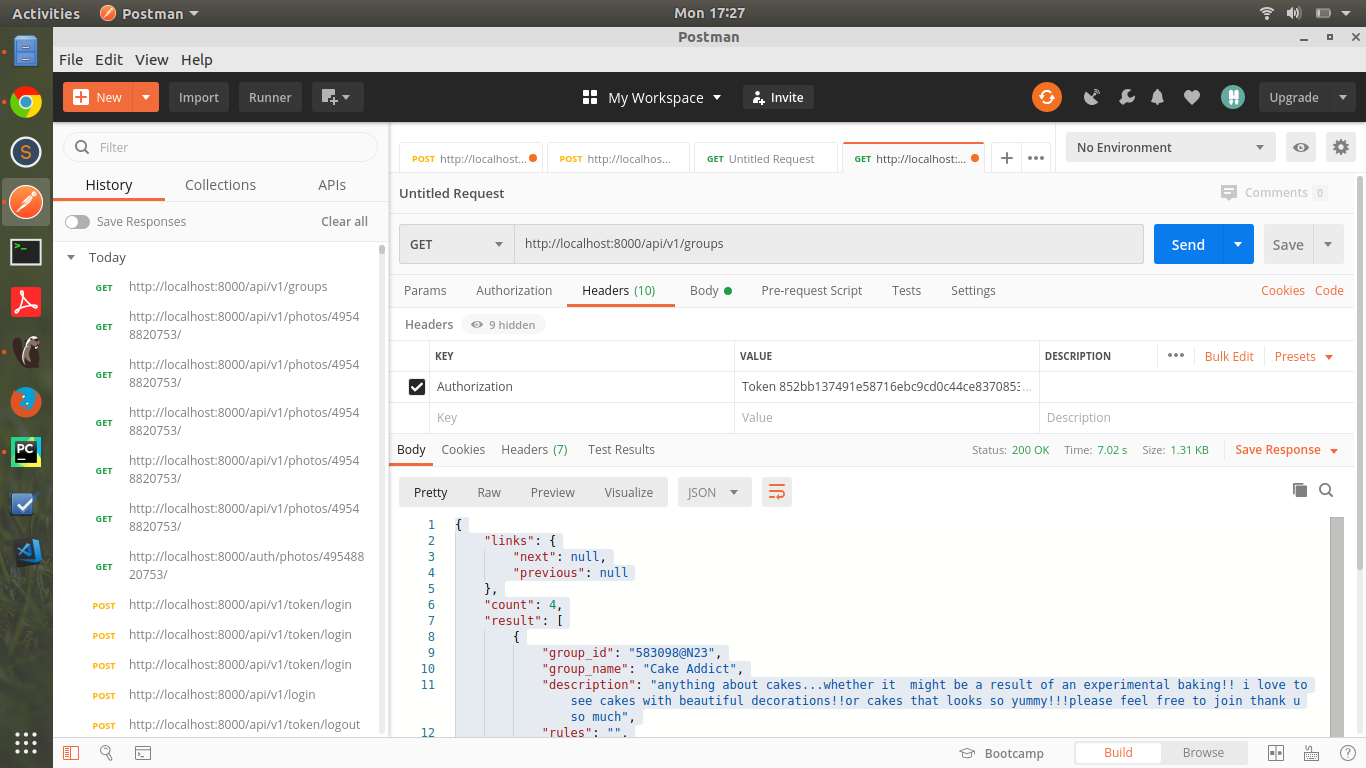 Activities Postman Mon 17:27
Postman
File Edit View Help
New Import Runner My Workspace Invite Upgrade
Filter
History Collections APIs
Save Responses Clear all
Today
GET http://localhost:8000/api/v1/groups
GET http://localhost:8000/api/v1/photos/4954
8820753/
GET http://localhost:8000/api/v1/photos/4954
8820753/
GET http://localhost:8000/api/v1/photos/4954
8820753/
GET http://localhost:8000/api/v1/photos/4954
8820753/
GET http://localhost:8000/api/v1/photos/4954
8820753/
GET http://localhost:8000/auth/photos/495488
20753/
POST http://localhost:8000/api/v1/token/login
POST http://localhost:8000/api/v1/token/login
POST http://localhost:8000/api/v1/token/login
POST http://localhost:8000/api/v1/login
POST http://localhost:8000/api/v1/token/logout
POST http://localhost... POST http://localhos... GET Untitled Request GET http://localhost:... No Environment
Untitled Request Comments 0
GET http://localhost:8000/api/v1/groups Send Save
Params Authorization Headers (10) Body Pre-request Script Tests Settings Cookies Code
Headers 9 hidden
KEY VALUE DESCRIPTION Bulk Edit Presets
Authorization Token 852bb137491e58716ebc9cd0c44ce8370853...
Key Value Description
Body Cookies Headers (7) Test Results Status: 200 OK Time: 7.02 s Size: 1.31 KB Save Response
Pretty Raw Preview Visualize JSON
1 {
2 "links": {
3 "next": null,
4 "previous": null
5 },
6 "count": 4,
7 "result": [
8 {
9 "group_id": "583098@N23",
10 "group_name": "Cake Addict",
11 "description": "anything about cakes...whether it  might be a result of an experimental baking!! i love to
see cakes with beautiful decorations!!or cakes that looks so yummy!!!please feel free to join thank u
so much",
12 "rules": "",
Bootcamp Build Browse